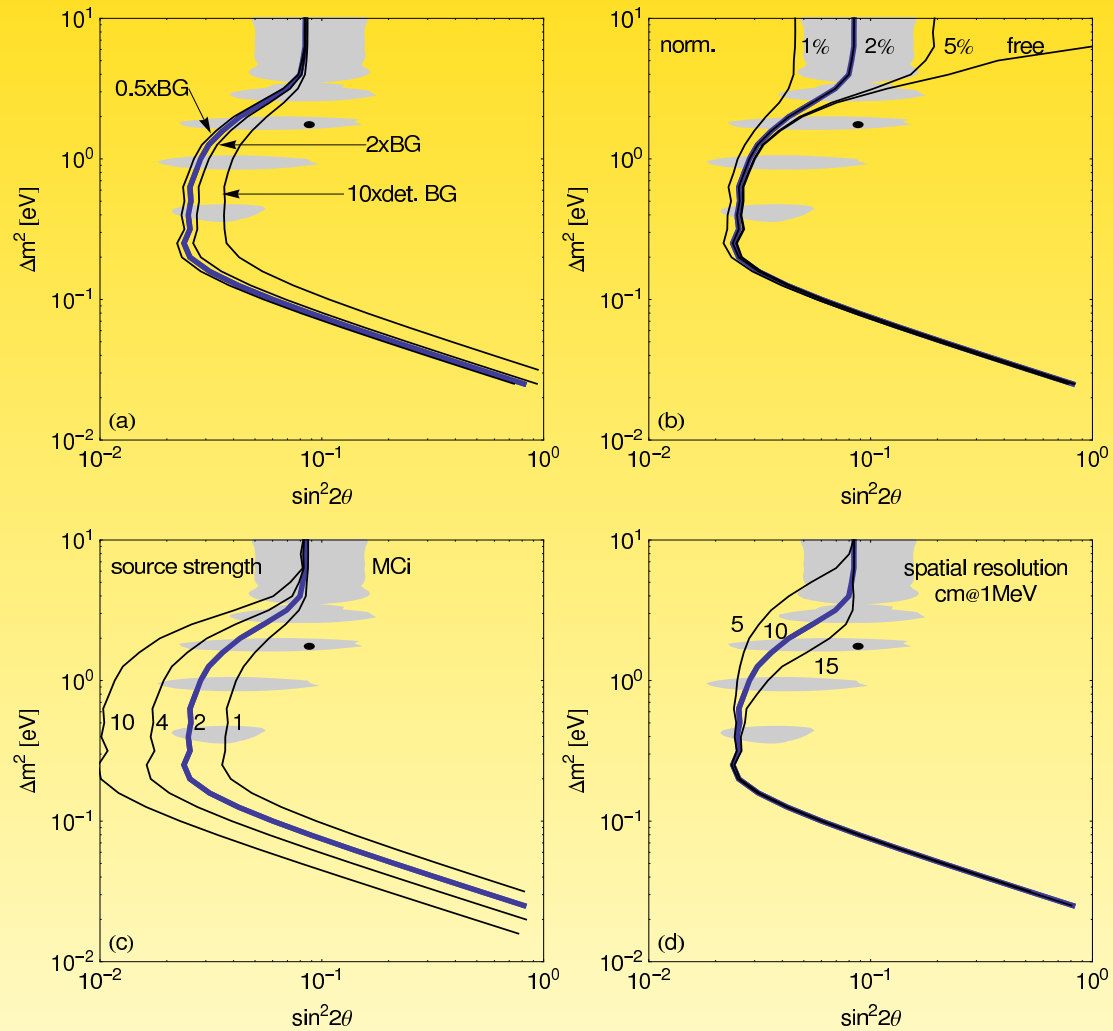 10¹
10⁰
10⁻¹
10⁻²
Δm² [eV]
0.5xBG
2xBG
10xdet. BG
(a)
10⁻²
10⁻¹
10⁰
sin²2θ
10¹
10⁰
10⁻¹
10⁻²
Δm² [eV]
norm.
1%
2%
5%
free
(b)
10⁻²
10⁻¹
10⁰
sin²2θ
10¹
10⁰
10⁻¹
10⁻²
Δm² [eV]
source strength
MCi
10
4
2
1
(c)
10⁻²
10⁻¹
10⁰
sin²2θ
10¹
10⁰
10⁻¹
10⁻²
Δm² [eV]
spatial resolution
cm@1MeV
5
10
15
(d)
10⁻²
10⁻¹
10⁰
sin²2θ